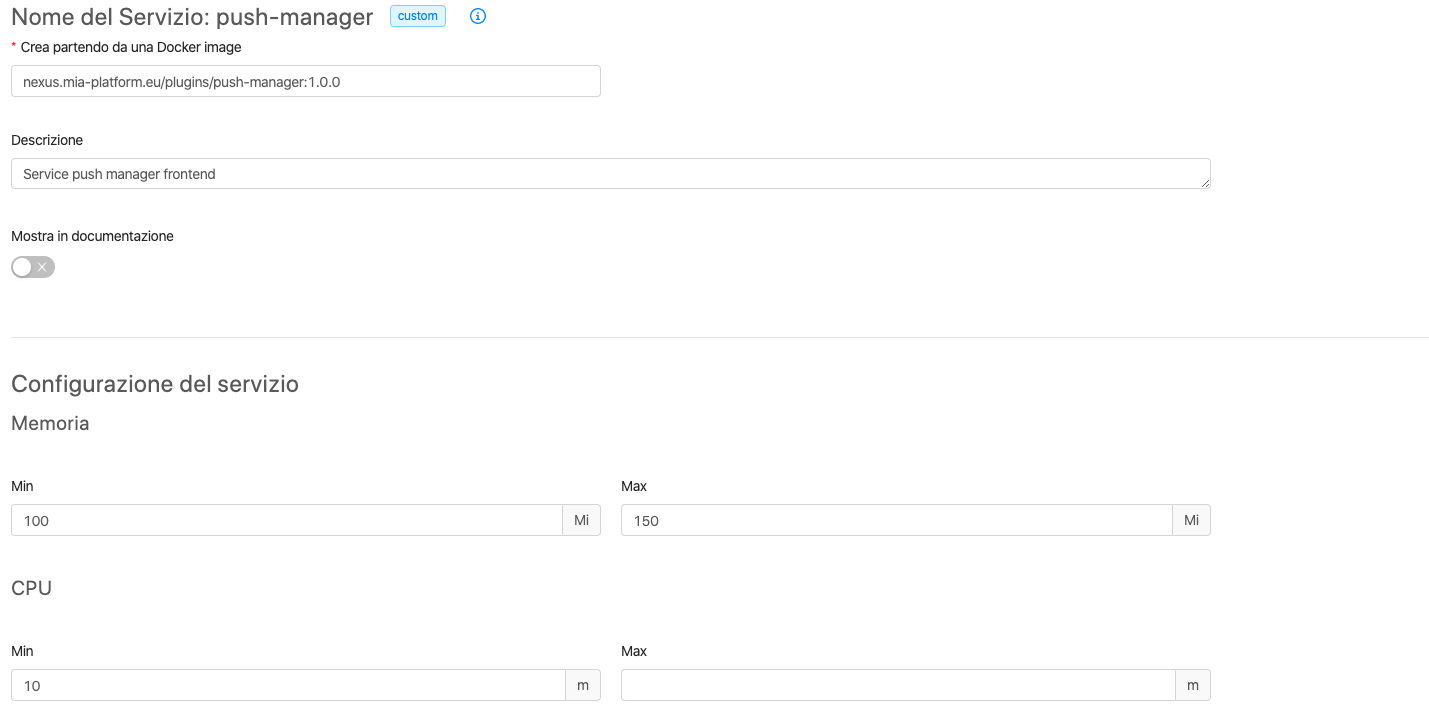 Nome del Servizio: push-manager custom
* Crea partendo da una Docker image
nexus.mia-platform.eu/plugins/push-manager:1.0.0
Descrizione
Service push manager frontend
Mostra in documentazione
Configurazione del servizio
Memoria
Min Max
100 Mi 150 Mi
CPU
Min Max
10 m m